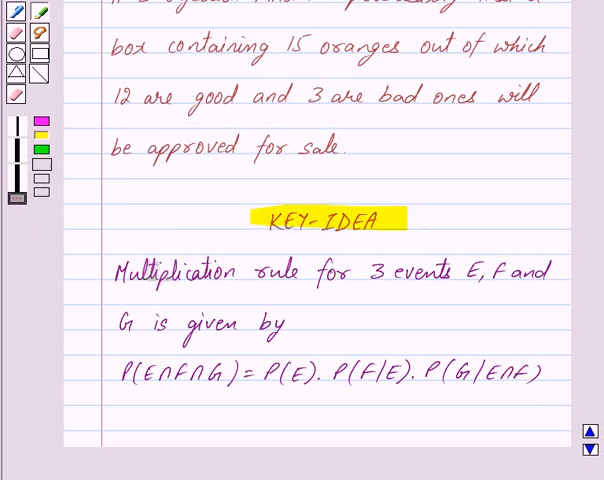 box containing 15 oranges out of which
12 are good and 3 are bad ones will
be approved for sale.
KEY-IDEA
Multiplication rule for 3 events E, F and
G is given by
P(E∩F∩G) = P(E). P(F/E). P(G/E∩F)